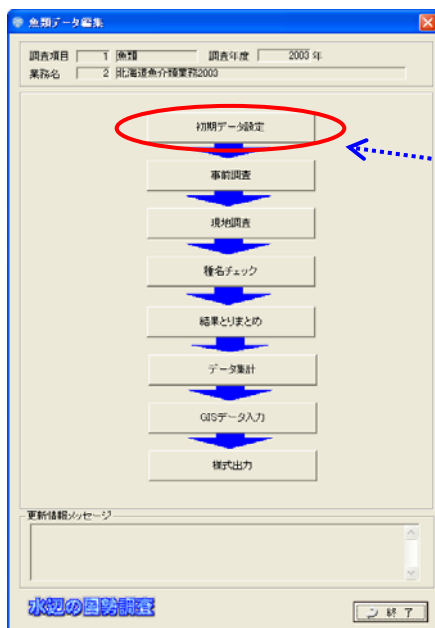 魚類データ編集
調査項目 1 魚類 調査年度 2003 年
業務名 2 北海道魚介類業務2003
初期データ設定
事前調査
現地調査
種名チェック
結果とりまとめ
データ集計
GISデータ入力
様式出力
更新情報メッセージ
水辺の国勢調査
終 了